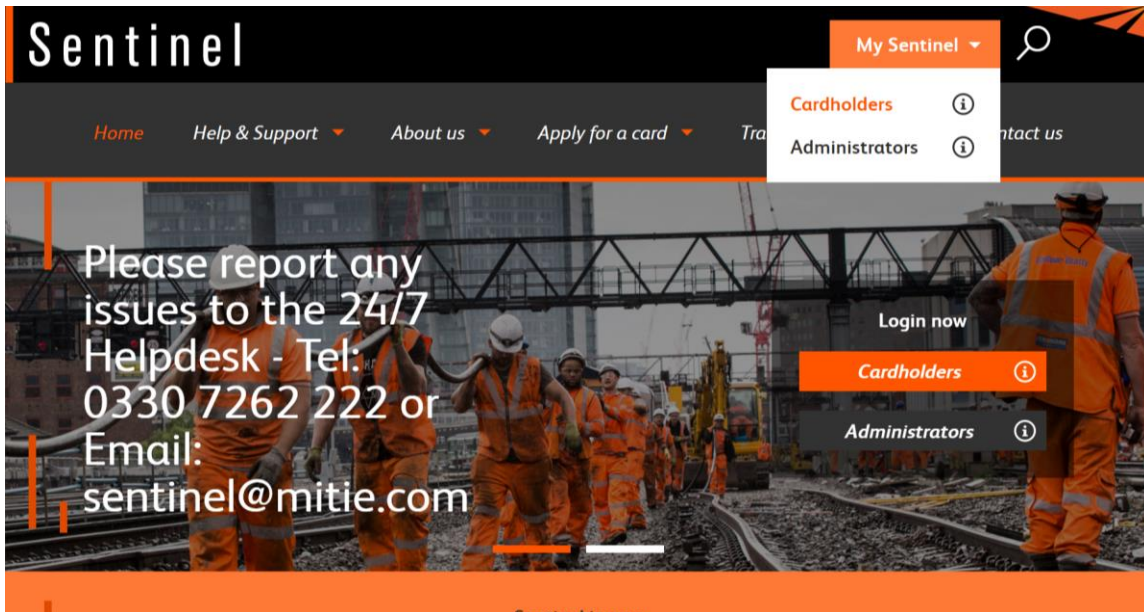 Sentinel
My Sentinel
Cardholders
Administrators
Home Help & Support About us Apply for a card
Please report any
issues to the 24/7
Helpdesk - Tel:
0330 7262 222 or
Email:
sentinel@mitie.com
Login now
Cardholders
Administrators